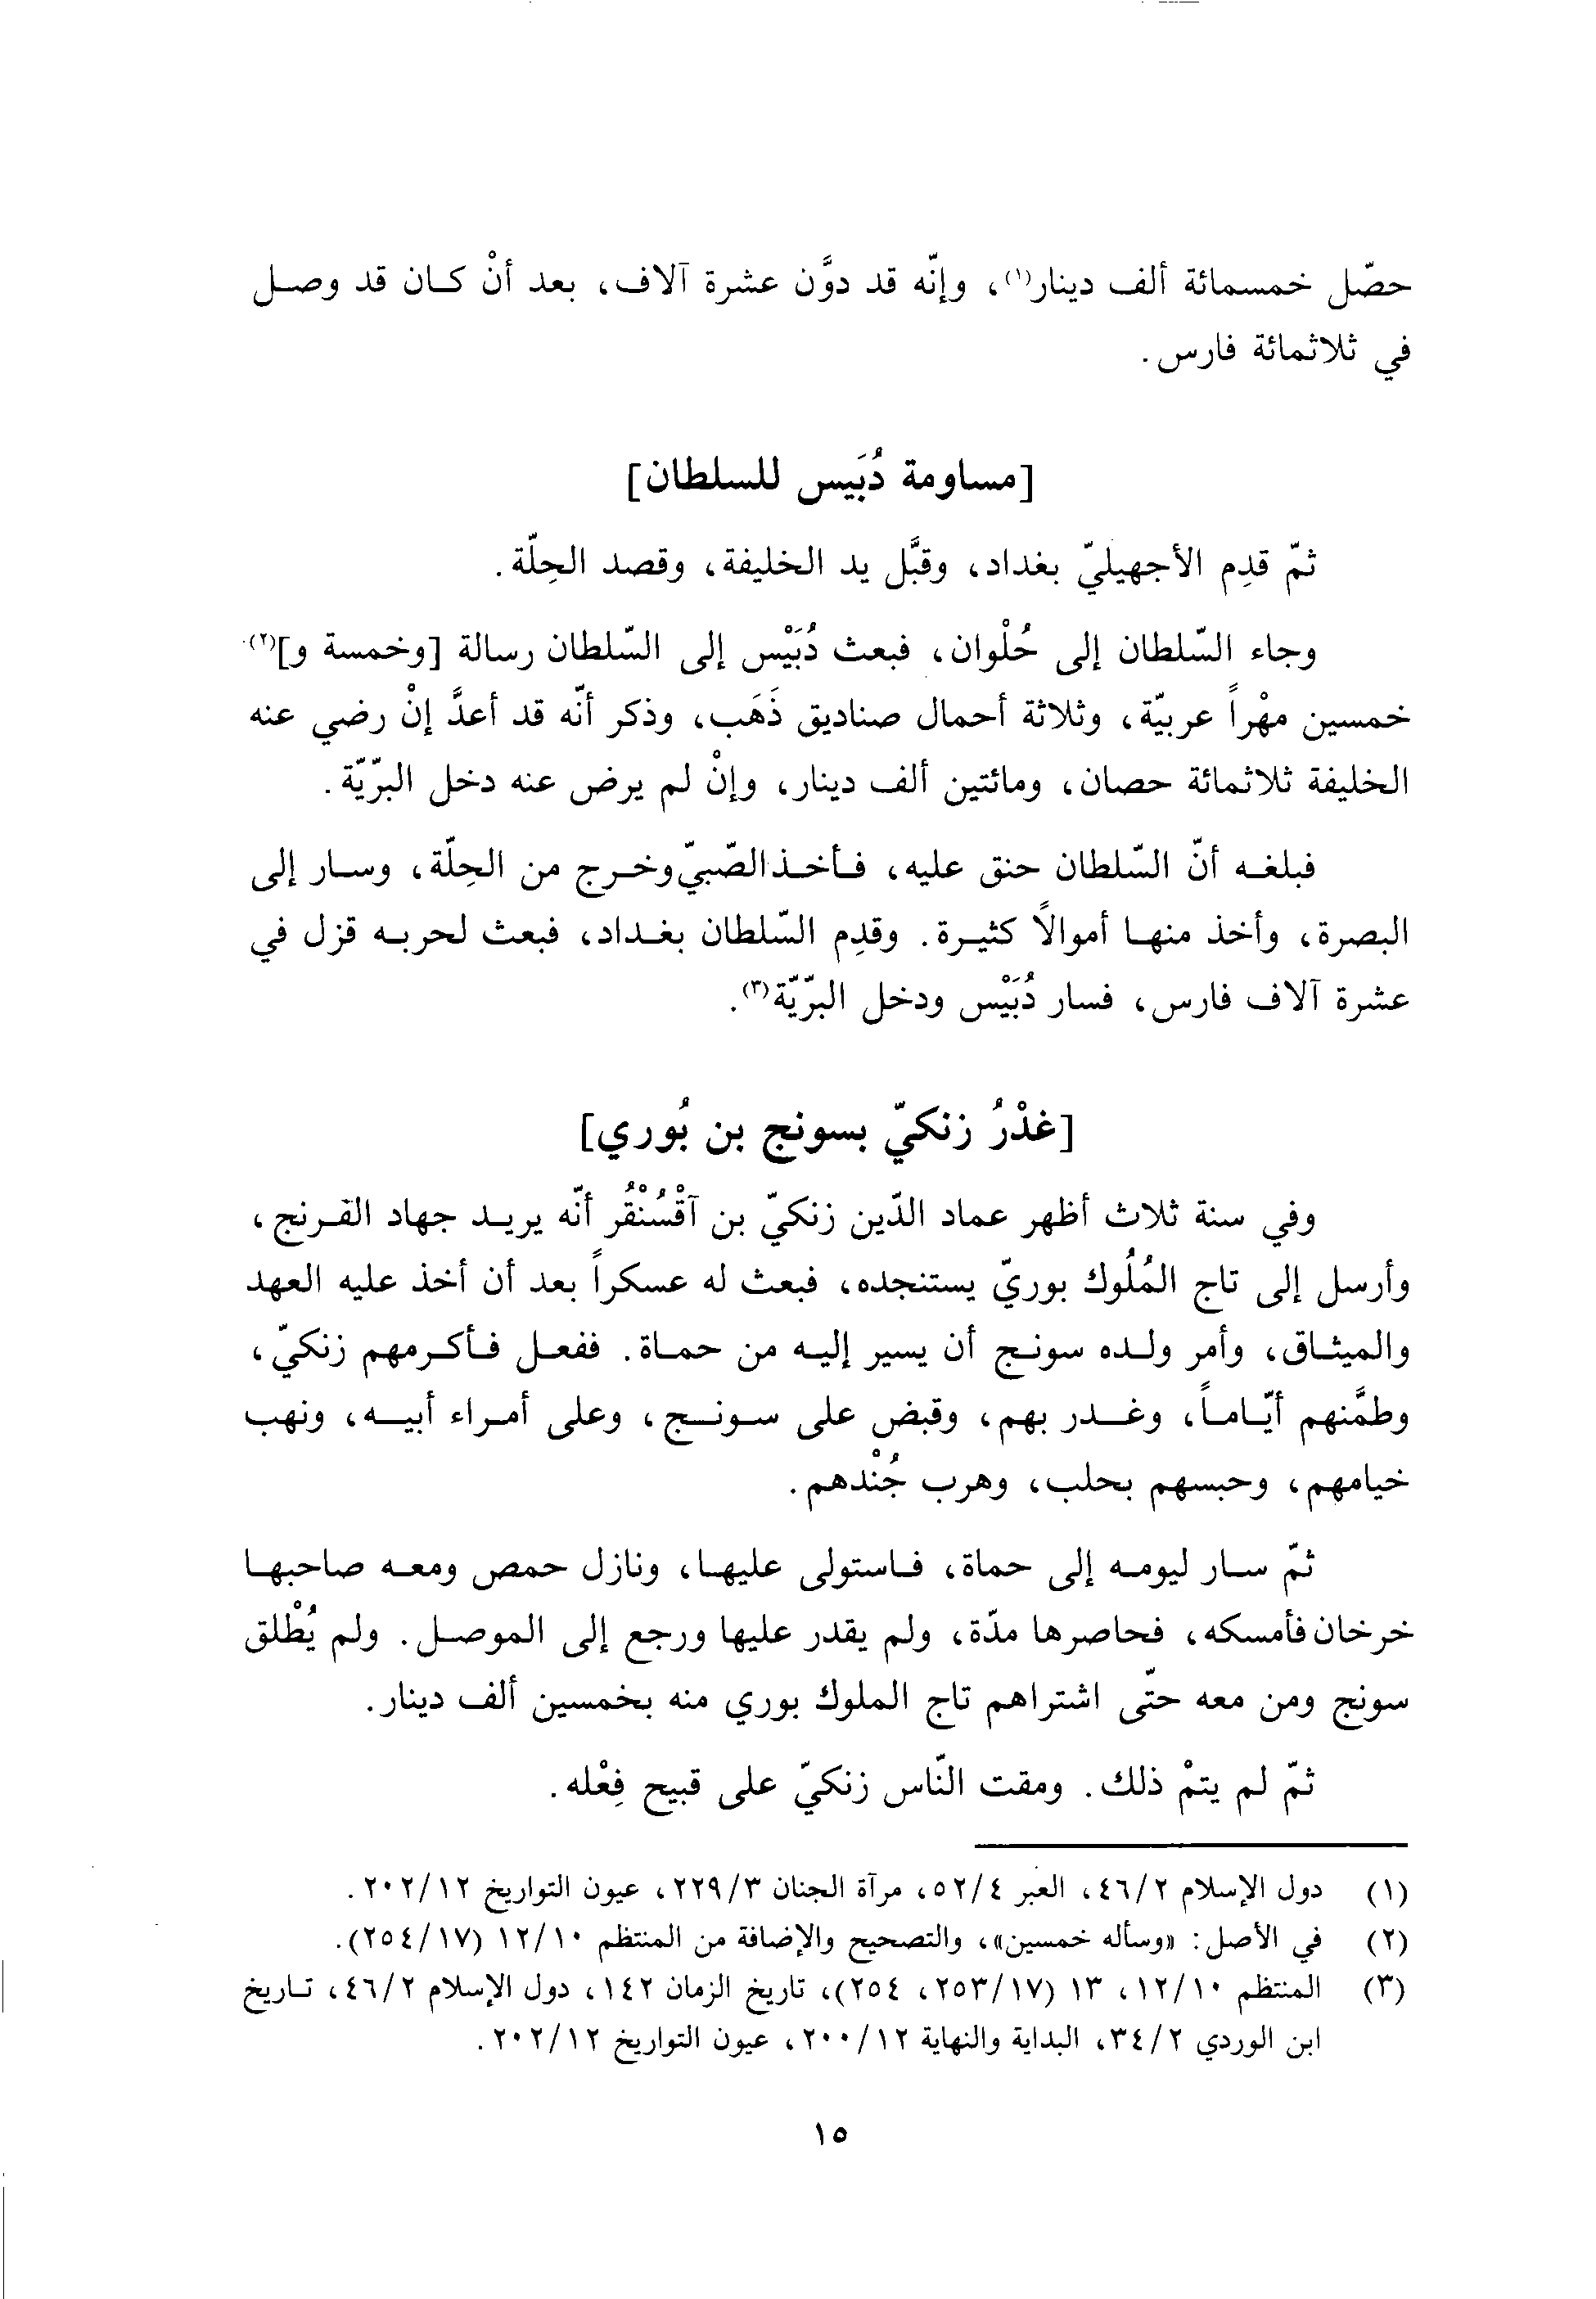 حصّل خمسمائة ألف دينار(١)، وإنّه قد دوَّن عشرة آلاف، بعد أنْ كان قد وصل
في ثلاثمائة فارس.
[مساومة دُبَيس للسلطان]
ثمّ قدِم الأجهيليّ بغداد، وقبَّل يد الخليفة، وقصد الحِلّة.
وجاء السّلطان إلى حُلْوان، فبعث دُبَيْس إلى السّلطان رسالة [وخمسة و](٢)
خمسين مهْراً عربيّة، وثلاثة أحمال صناديق ذَهَب، وذكر أنّه قد أعدَّ إنْ رضي عنه
الخليفة ثلاثمائة حصان، ومائتين ألف دينار، وإنْ لم يرض عنه دخل البرّيّة.
فبلغه أنّ السّلطان حنق عليه، فأخذ الصّبيّ وخرج من الحِلّة، وسار إلى
البصرة، وأخذ منها أموالاً كثيرة. وقدِم السّلطان بغداد، فبعث لحربه قزل في
عشرة آلاف فارس، فسار دُبَيْس ودخل البرّيّة(٣).
[غدْرُ زنكيّ بسونج بن بُوري]
وفي سنة ثلاث أظهر عماد الدّين زنكيّ بن آقْسُنْقُر أنّه يريد جهاد الفرنج،
وأرسل إلى تاج المُلُوك بوريّ يستنجده، فبعث له عسكراً بعد أن أخذ عليه العهد
والميثاق، وأمر ولده سونج أن يسير إليه من حماة. ففعل فأكرمهم زنكيّ،
وطمَّنهم أيّاماً، وغدر بهم، وقبض على سونج، وعلى أمراء أبيه، ونهب
خيامهم، وحبسهم بحلب، وهرب جُنْدهم.
ثمّ سار ليومه إلى حماة، فاستولى عليها، ونازل حمص ومعه صاحبها
خرخان فأمسكه، فحاصرها مدّة، ولم يقدر عليها ورجع إلى الموصل. ولم يُطْلق
سونج ومن معه حتّى اشتراهم تاج الملوك بوري منه بخمسين ألف دينار.
ثمّ لم يتمْ ذلك. ومقت النّاس زنكيّ على قبيح فِعْله.
(١) دول الإسلام ٤٦/٢، العبر ٥٢/٤، مرآة الجنان ٢٢٩/٣، عيون التواريخ ٢٠٢/١٢.
(٢) في الأصل: «وسأله خمسين»، والتصحيح والإضافة من المنتظم ١٢/١٠ (٢٥٤/١٧).
(٣) المنتظم ١٢/١٠، ١٣ (٢٥٣/١٧، ٢٥٤)، تاريخ الزمان ١٤٢، دول الإسلام ٤٦/٢، تاريخ
ابن الوردي ٣٤/٢، البداية والنهاية ٢٠٠/١٢، عيون التواريخ ٢٠٢/١٢.
١٥